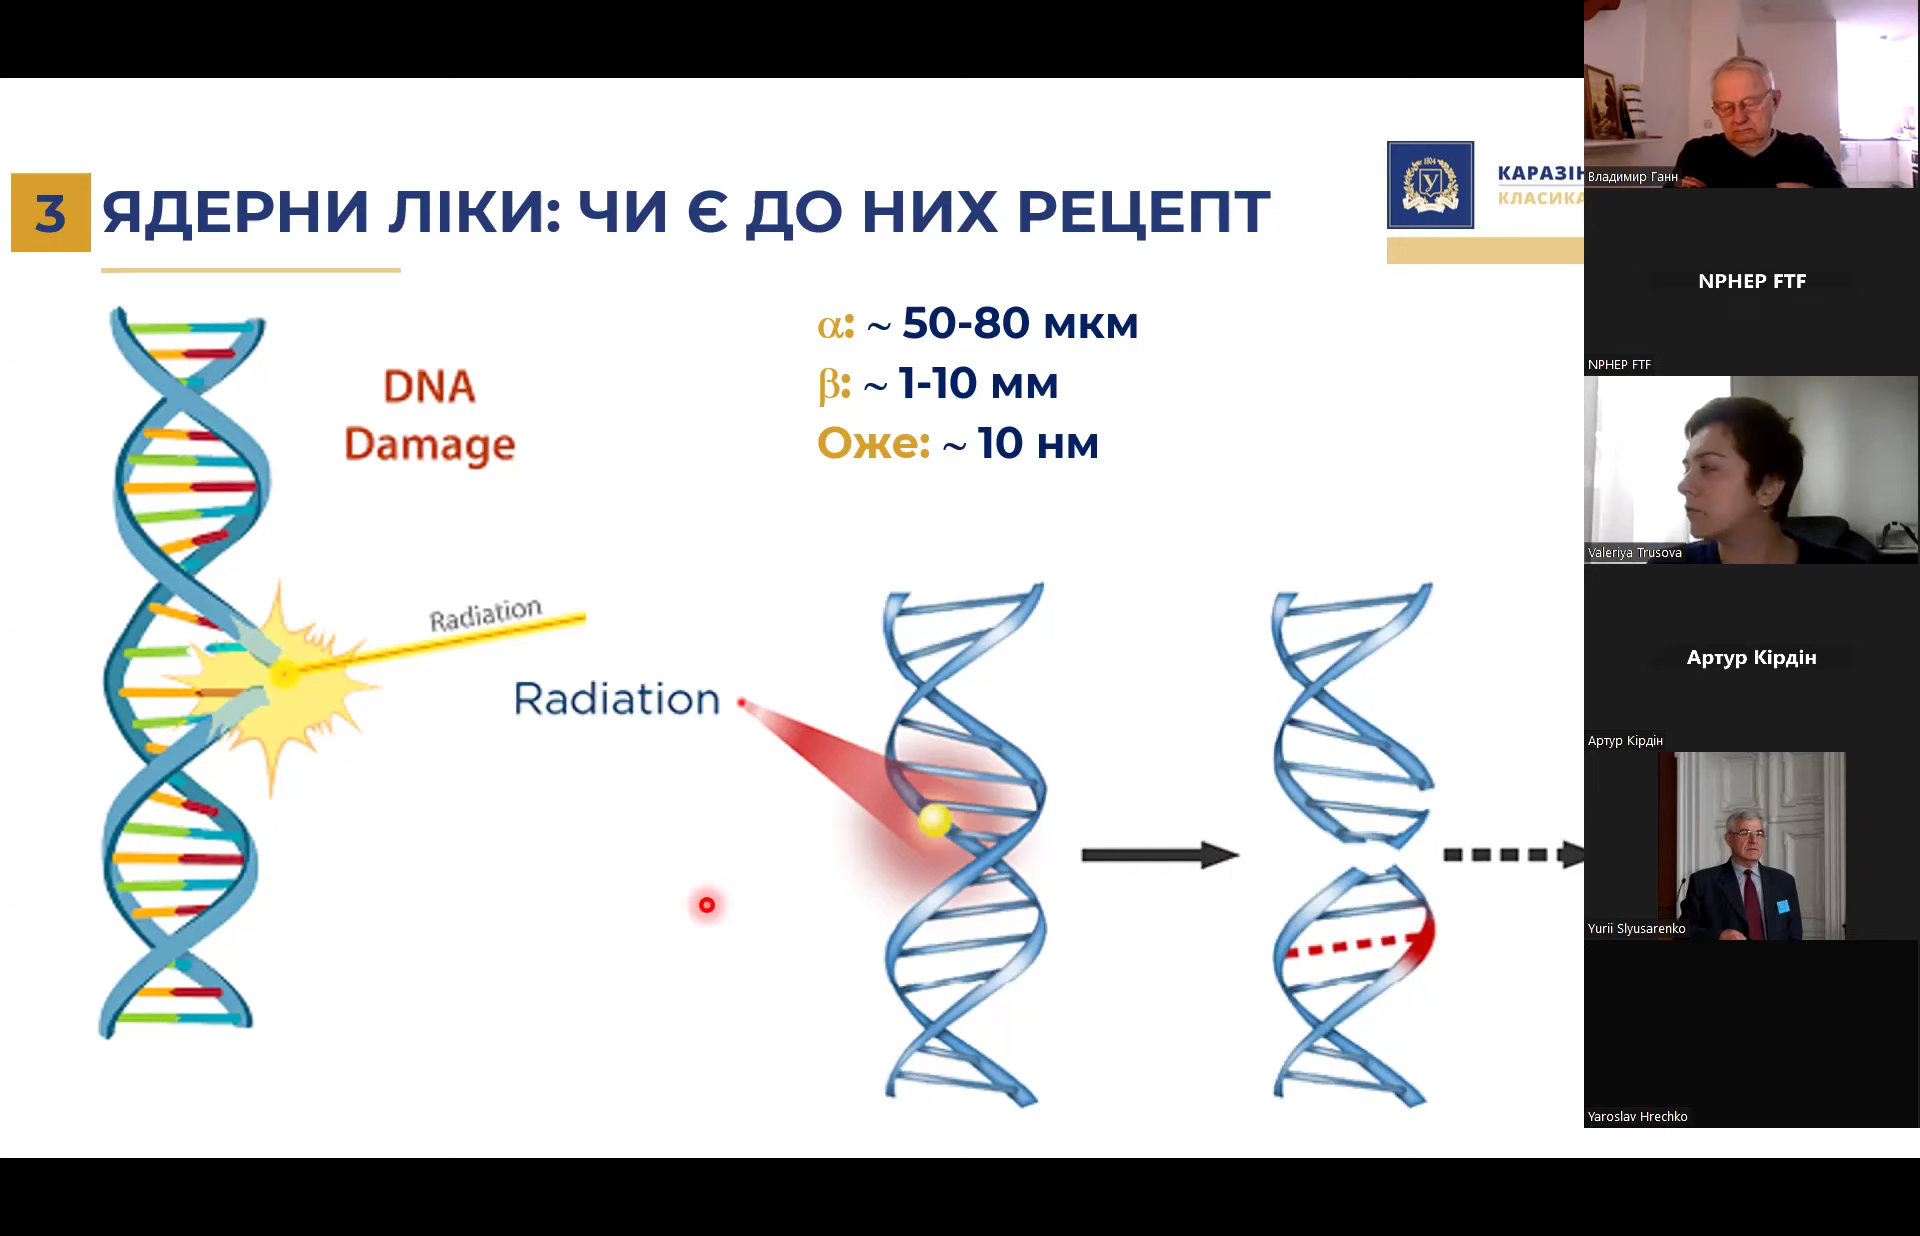 3 ЯДЕРНИ ЛІКИ: ЧИ Є ДО НИХ РЕЦЕПТ
1804
У
КАРАЗІН
КЛАСИКА
α: ~ 50-80 мкм
β: ~ 1-10 мм
Оже: ~ 10 нм
DNA
Damage
Radiation
Radiation
Владимир Ганн
NPHEP FTF
NPHEP FTF
Valeriya Trusova
Артур Кірдін
Артур Кірдін
Yurii Slyusarenko
Yaroslav Hrechko